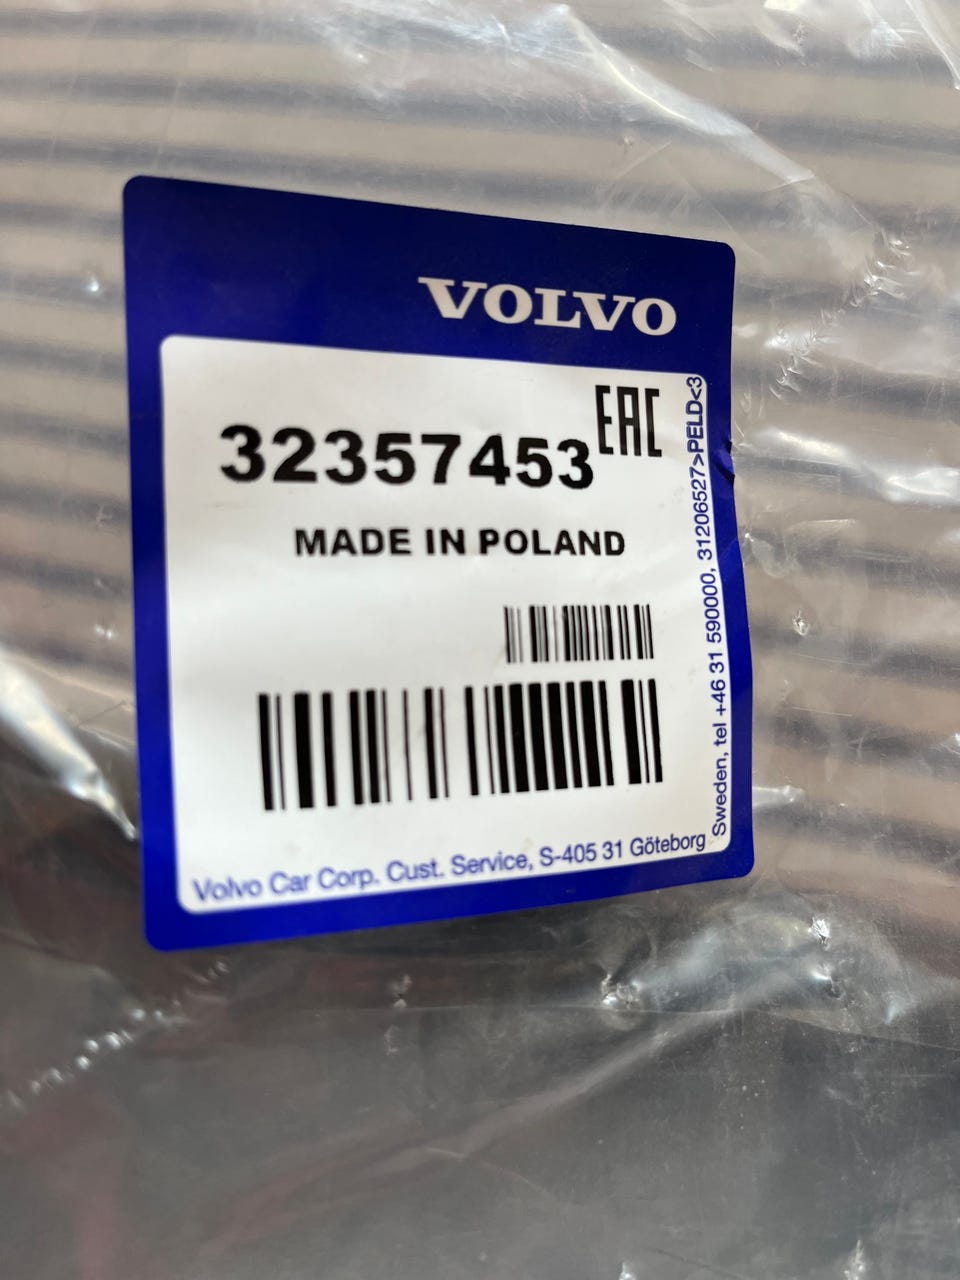 VOLVO
32357453
EAC
MADE IN POLAND
Volvo Car Corp. Cust. Service, S-405 31 Göteborg
Sweden, tel +46 31 590000, 31206527>PELD<3